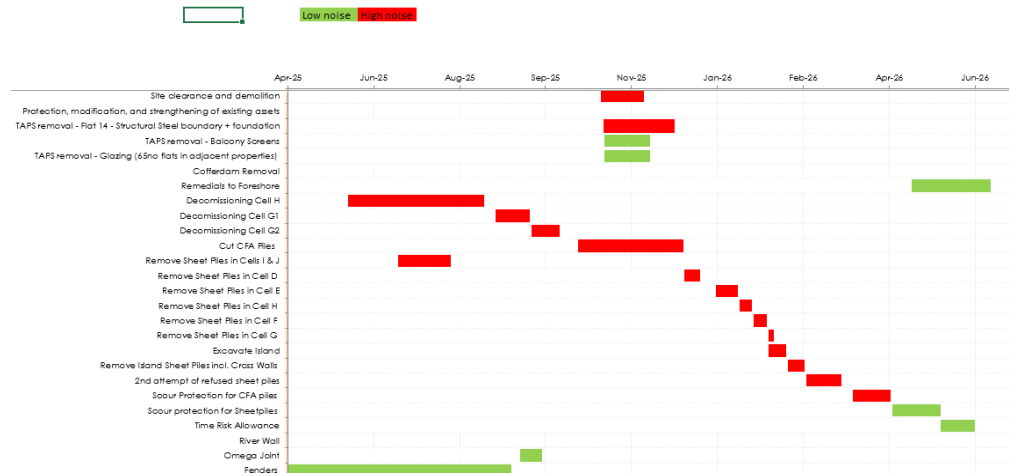 Low noise High noise
Apr-25 Jun-25 Aug-25 Sep-25 Nov-25 Jan-26 Feb-26 Apr-26 Jun-26
Site clearance and demolition
Protection, modification, and strengthening of existing assets
TAPS removal - Flat 14 - Structural Steel boundary + foundation
TAPS removal - Balcony Screens
TAPS removal - Glazing (65no flats in adjacent properties)
Cofferdam Removal
Remedials to Foreshore
Decomissioning Cell H
Decomissioning Cell G1
Decomissioning Cell G2
Cut CFA Piles
Remove Sheet Piles in Cells I & J
Remove Sheet Piles in Cell D
Remove Sheet Piles in Cell E
Remove Sheet Piles in Cell H
Remove Sheet Piles in Cell F
Remove Sheet Piles in Cell G
Excavate Island
Remove Island Sheet Piles incl. Cross Walls
2nd attempt of refused sheet piles
Scour Protection for CFA piles
Scour protection for Sheetpiles
Time Risk Allowance
River Wall
Omega Joint
Fenders